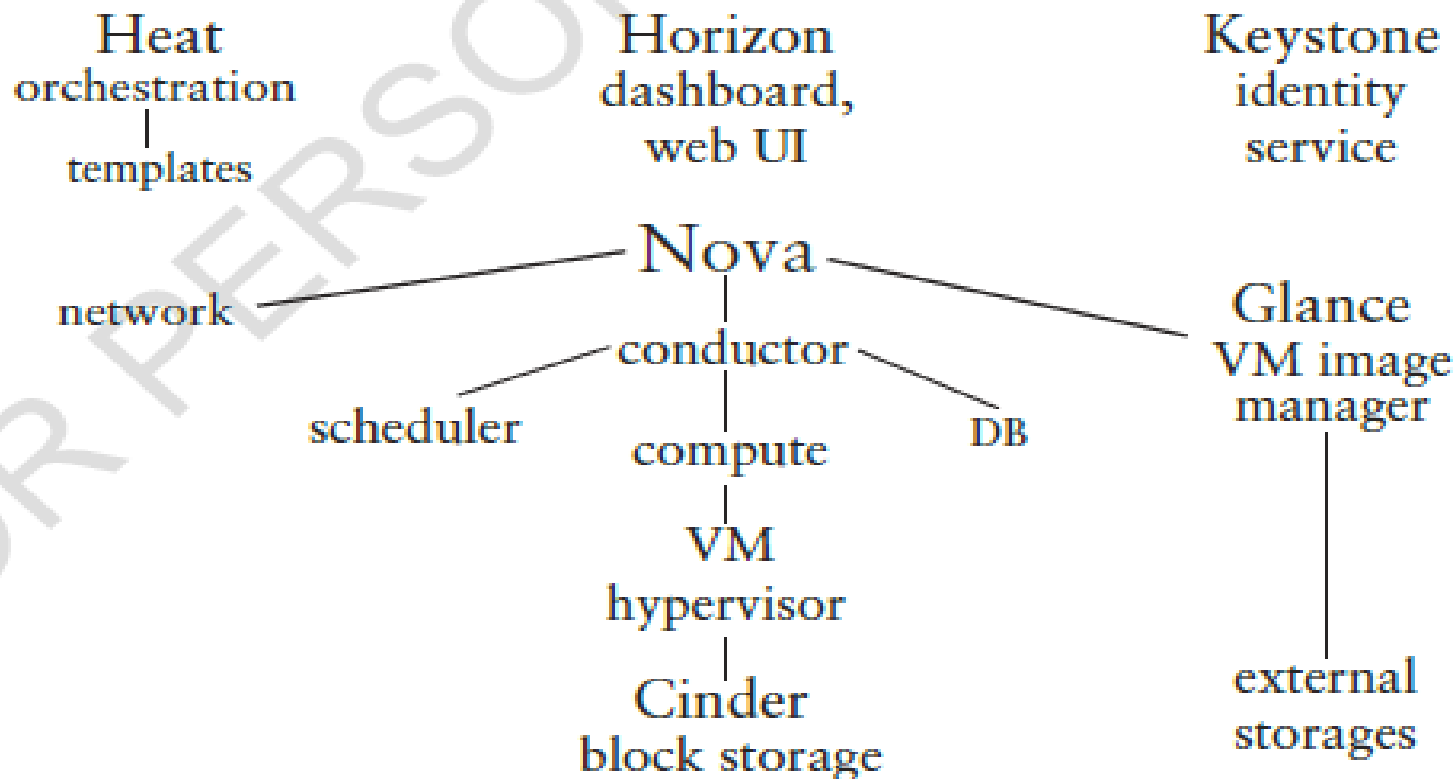 Heat
orchestration
templates
Horizon
dashboard,
web UI
Keystone
identity
service
Nova
network
conductor
scheduler
DB
compute
VM
hypervisor
Cinder
block storage
Glance
VM image
manager
external
storages